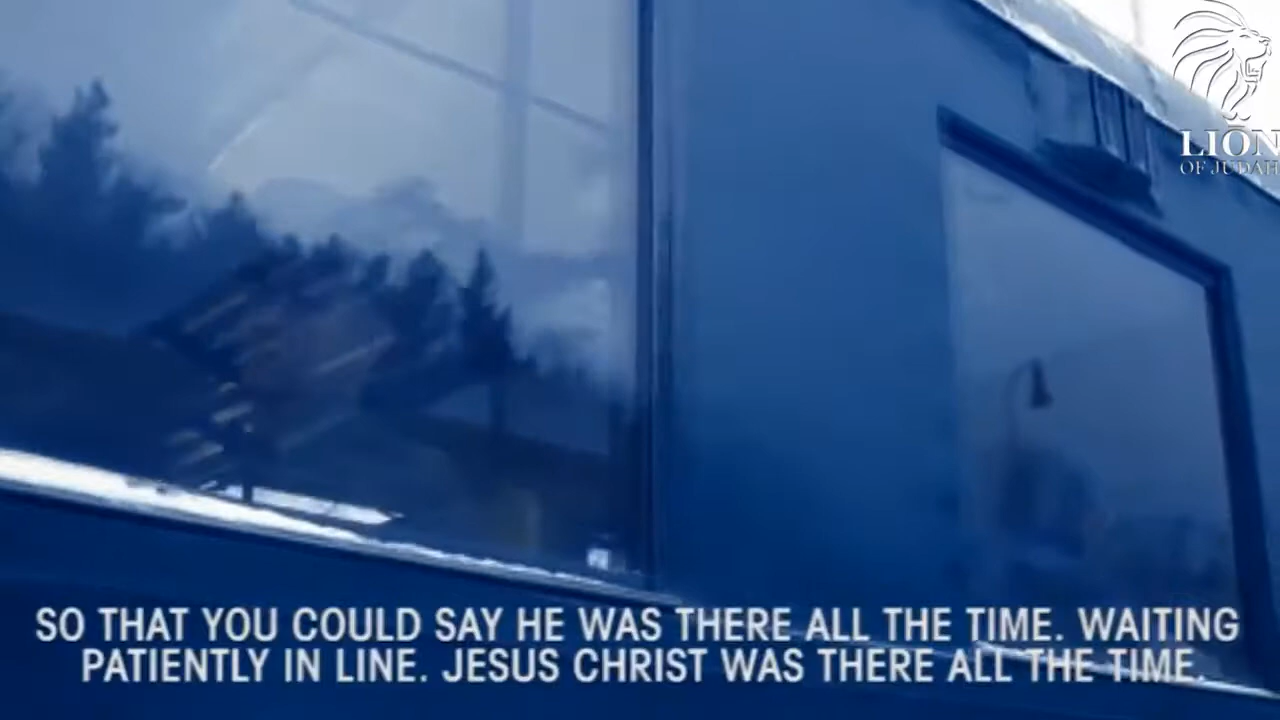 LION
OF JUDAH
SO THAT YOU COULD SAY HE WAS THERE ALL THE TIME. WAITING
PATIENTLY IN LINE. JESUS CHRIST WAS THERE ALL THE TIME.